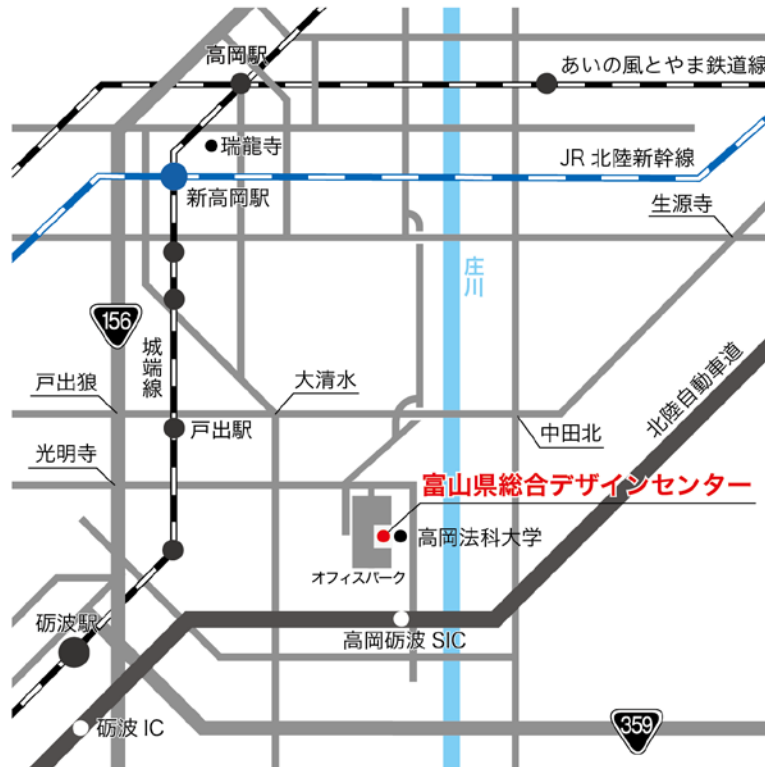 高岡駅
あいの風とやま鉄道線
瑞龍寺
JR 北陸新幹線
新高岡駅
生源寺
庄川
156
城端線
戸出狼
大清水
北陸自動車道
戸出駅
中田北
光明寺
富山県総合デザインセンター
高岡法科大学
オフィスパーク
砺波駅
高岡砺波 SIC
砺波 IC
359